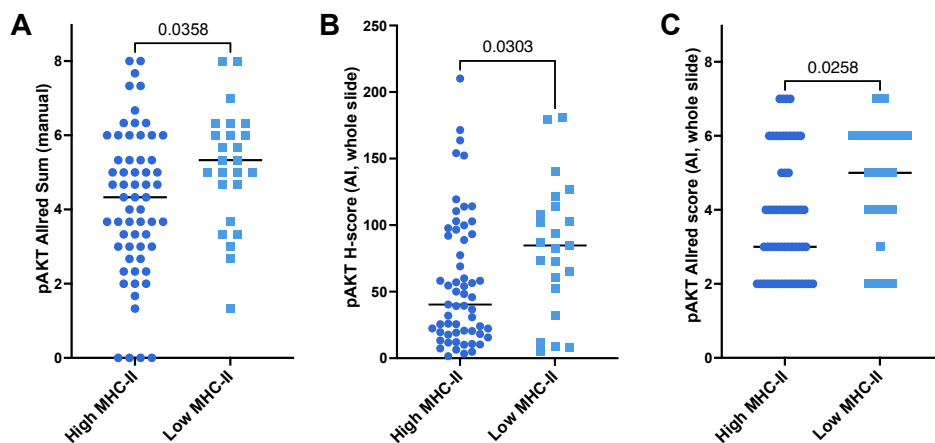 A
0.0358
pAKT Allred Sum (manual)
8
6
4
2
0
High MHC-II
Low MHC-II
B
0.0303
pAKT H-score (AI, whole slide)
250
200
150
100
50
0
High MHC-II
Low MHC-II
C
0.0258
pAKT Allred score (AI, whole slide)
8
6
4
2
0
High MHC-II
Low MHC-II